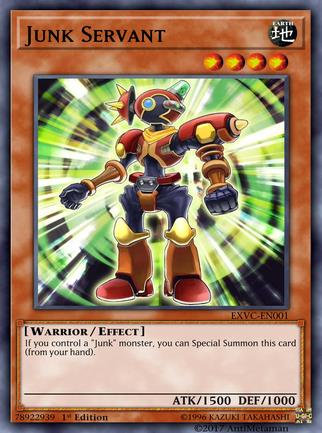 Junk Servant
EARTH
地
EXVC-EN001
[Warrior / Effect]
If you control a "Junk" monster, you can Special Summon this card
(from your hand).
ATK/1500 DEF/1000
78922939 1st Edition ©1996 KAZUKI TAKAHASHI
©2017 AntiMetaman